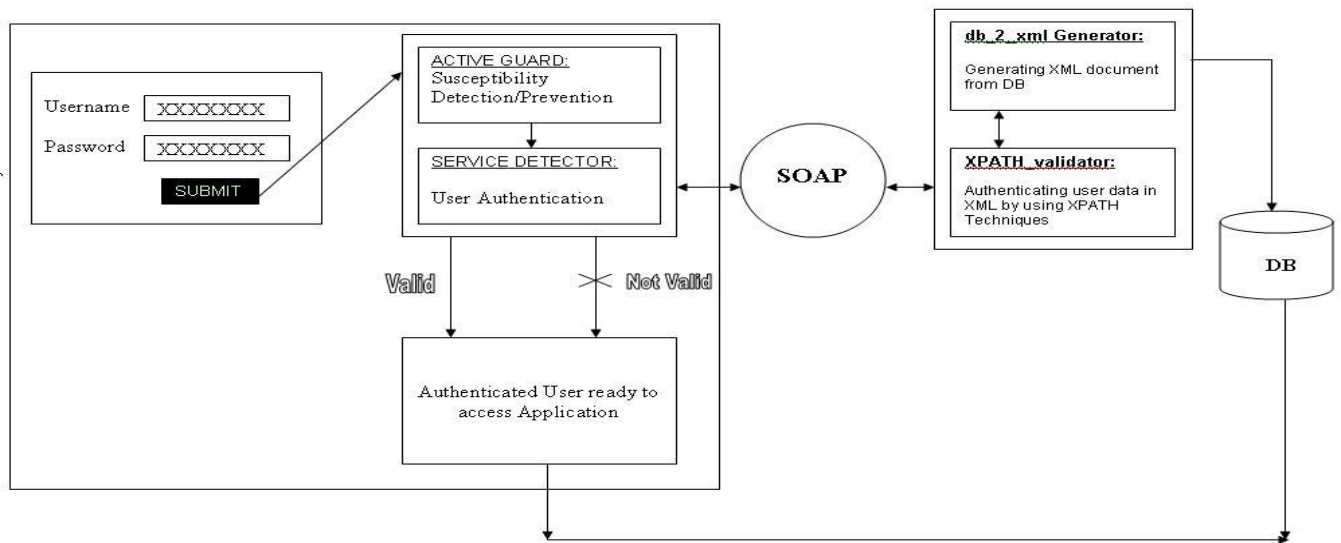 Username XXXXXXX
Password XXXXXXX
SUBMIT
ACTIVE GUARD:
Susceptibility
Detection/Prevention
SERVICE DETECTOR:
User Authentication
Valid
Not Valid
Authenticated User ready to
access Application
SOAP
db_2_xml Generator:
Generating XML document
from DB
XPATH_validator:
Authenticating user data in
XML by using XPATH
Techniques
DB